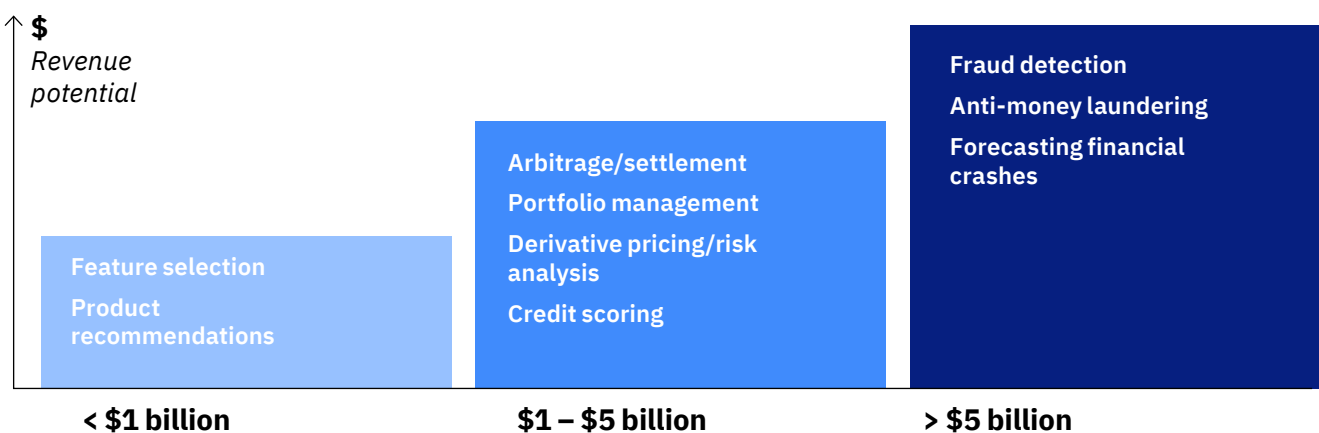 $
Revenue
potential
Feature selection
Product
recommendations
Arbitrage/settlement
Portfolio management
Derivative pricing/risk
analysis
Credit scoring
Fraud detection
Anti-money laundering
Forecasting financial
crashes
< $1 billion
$1 – $5 billion
> $5 billion